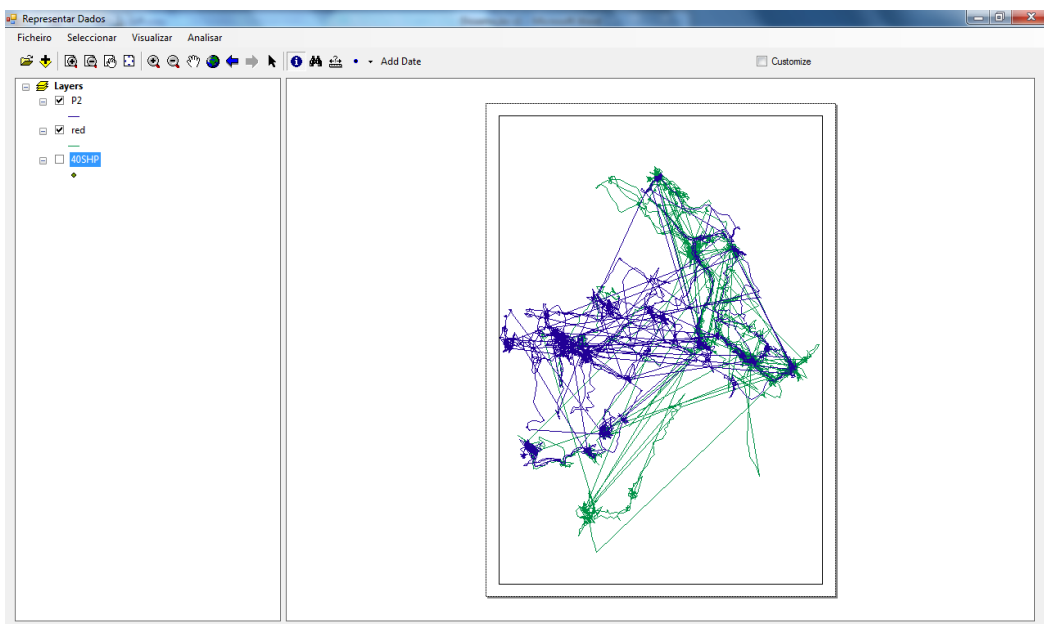 Representar Dados
Ficheiro Seleccionar Visualizar Analisar
Add Date
Customize
Layers
P2
red
40SHP